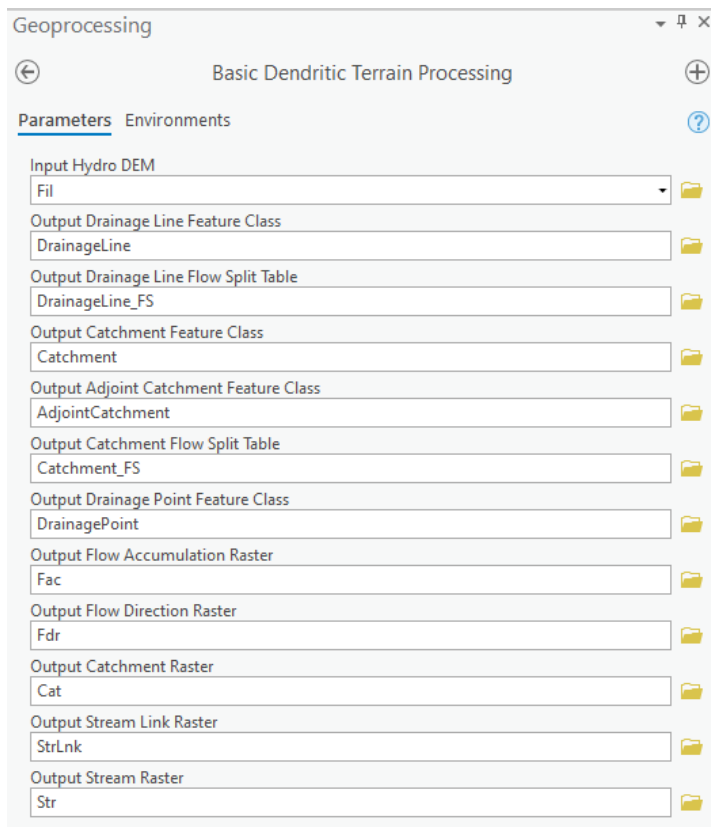 Geoprocessing
Basic Dendritic Terrain Processing
Parameters Environments
Input Hydro DEM
Fil
Output Drainage Line Feature Class
DrainageLine
Output Drainage Line Flow Split Table
DrainageLine_FS
Output Catchment Feature Class
Catchment
Output Adjoint Catchment Feature Class
AdjointCatchment
Output Catchment Flow Split Table
Catchment_FS
Output Drainage Point Feature Class
DrainagePoint
Output Flow Accumulation Raster
Fac
Output Flow Direction Raster
Fdr
Output Catchment Raster
Cat
Output Stream Link Raster
StrLnk
Output Stream Raster
Str